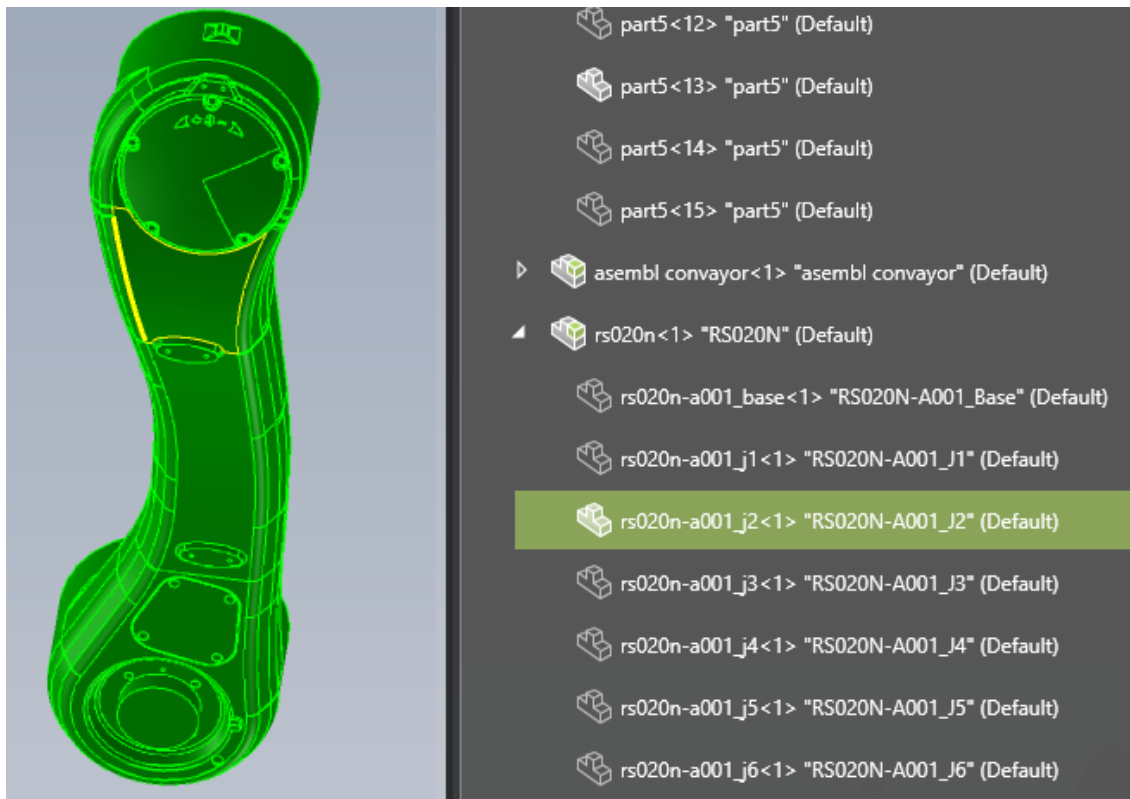 part5<12> "part5" (Default)
part5<13> "part5" (Default)
part5<14> "part5" (Default)
part5<15> "part5" (Default)
asembl convayor<1> "asembl convayor" (Default)
rs020n<1> "RS020N" (Default)
rs020n-a001_base<1> "RS020N-A001_Base" (Default)
rs020n-a001_j1<1> "RS020N-A001_J1" (Default)
rs020n-a001_j2<1> "RS020N-A001_J2" (Default)
rs020n-a001_j3<1> "RS020N-A001_J3" (Default)
rs020n-a001_j4<1> "RS020N-A001_J4" (Default)
rs020n-a001_j5<1> "RS020N-A001_J5" (Default)
rs020n-a001_j6<1> "RS020N-A001_J6" (Default)